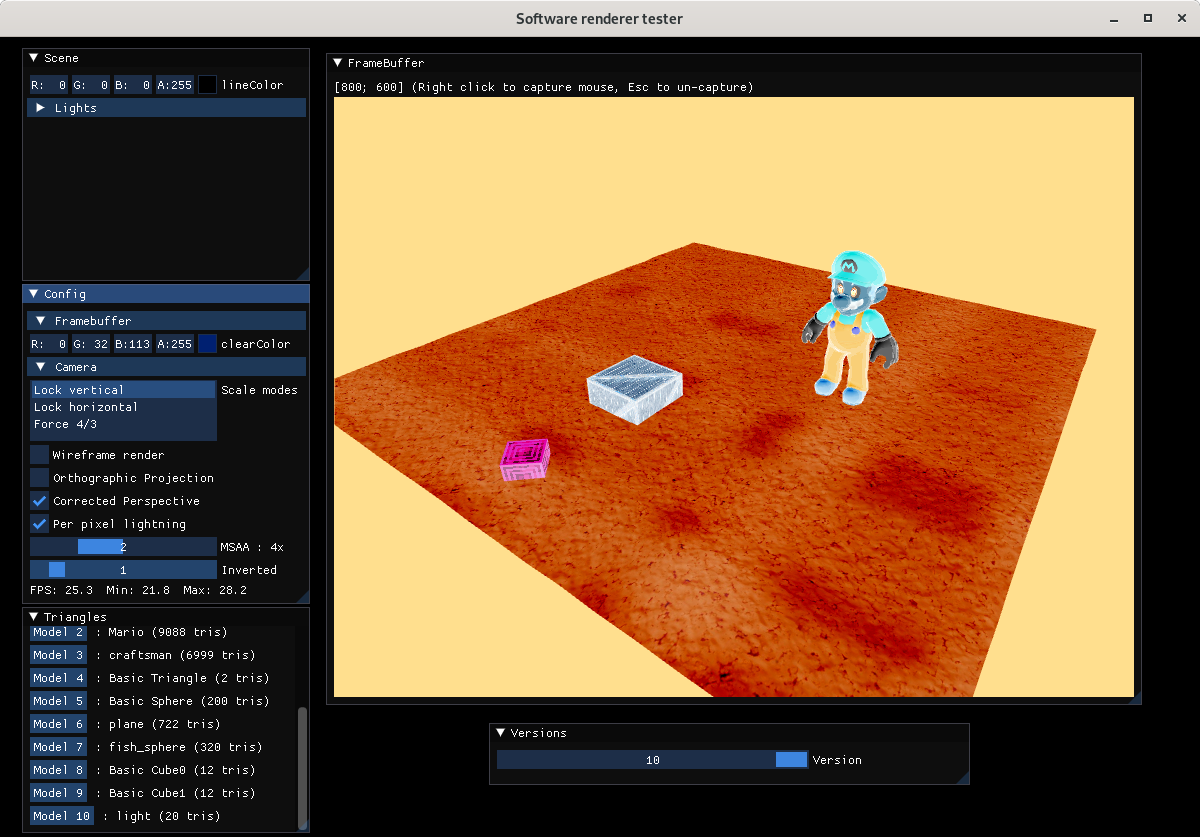 Software renderer tester
Scene
R: 0 G: 0 B: 0 A:255 lineColor
Lights
Config
Framebuffer
R: 0 G: 32 B:113 A:255 clearColor
Camera
Lock vertical Scale modes
Lock horizontal
Force 4/3
Wireframe render
Orthographic Projection
Corrected Perspective
Per pixel lightning
2 MSAA : 4x
1 Inverted
FPS: 25.3 Min: 21.8 Max: 28.2
Triangles
Model 2 : Mario (9088 tris)
Model 3 : craftsman (6999 tris)
Model 4 : Basic Triangle (2 tris)
Model 5 : Basic Sphere (200 tris)
Model 6 : plane (722 tris)
Model 7 : fish_sphere (320 tris)
Model 8 : Basic Cube0 (12 tris)
Model 9 : Basic Cube1 (12 tris)
Model 10 : light (20 tris)
FrameBuffer
[800; 600] (Right click to capture mouse, Esc to un-capture)
M
Versions
10 Version